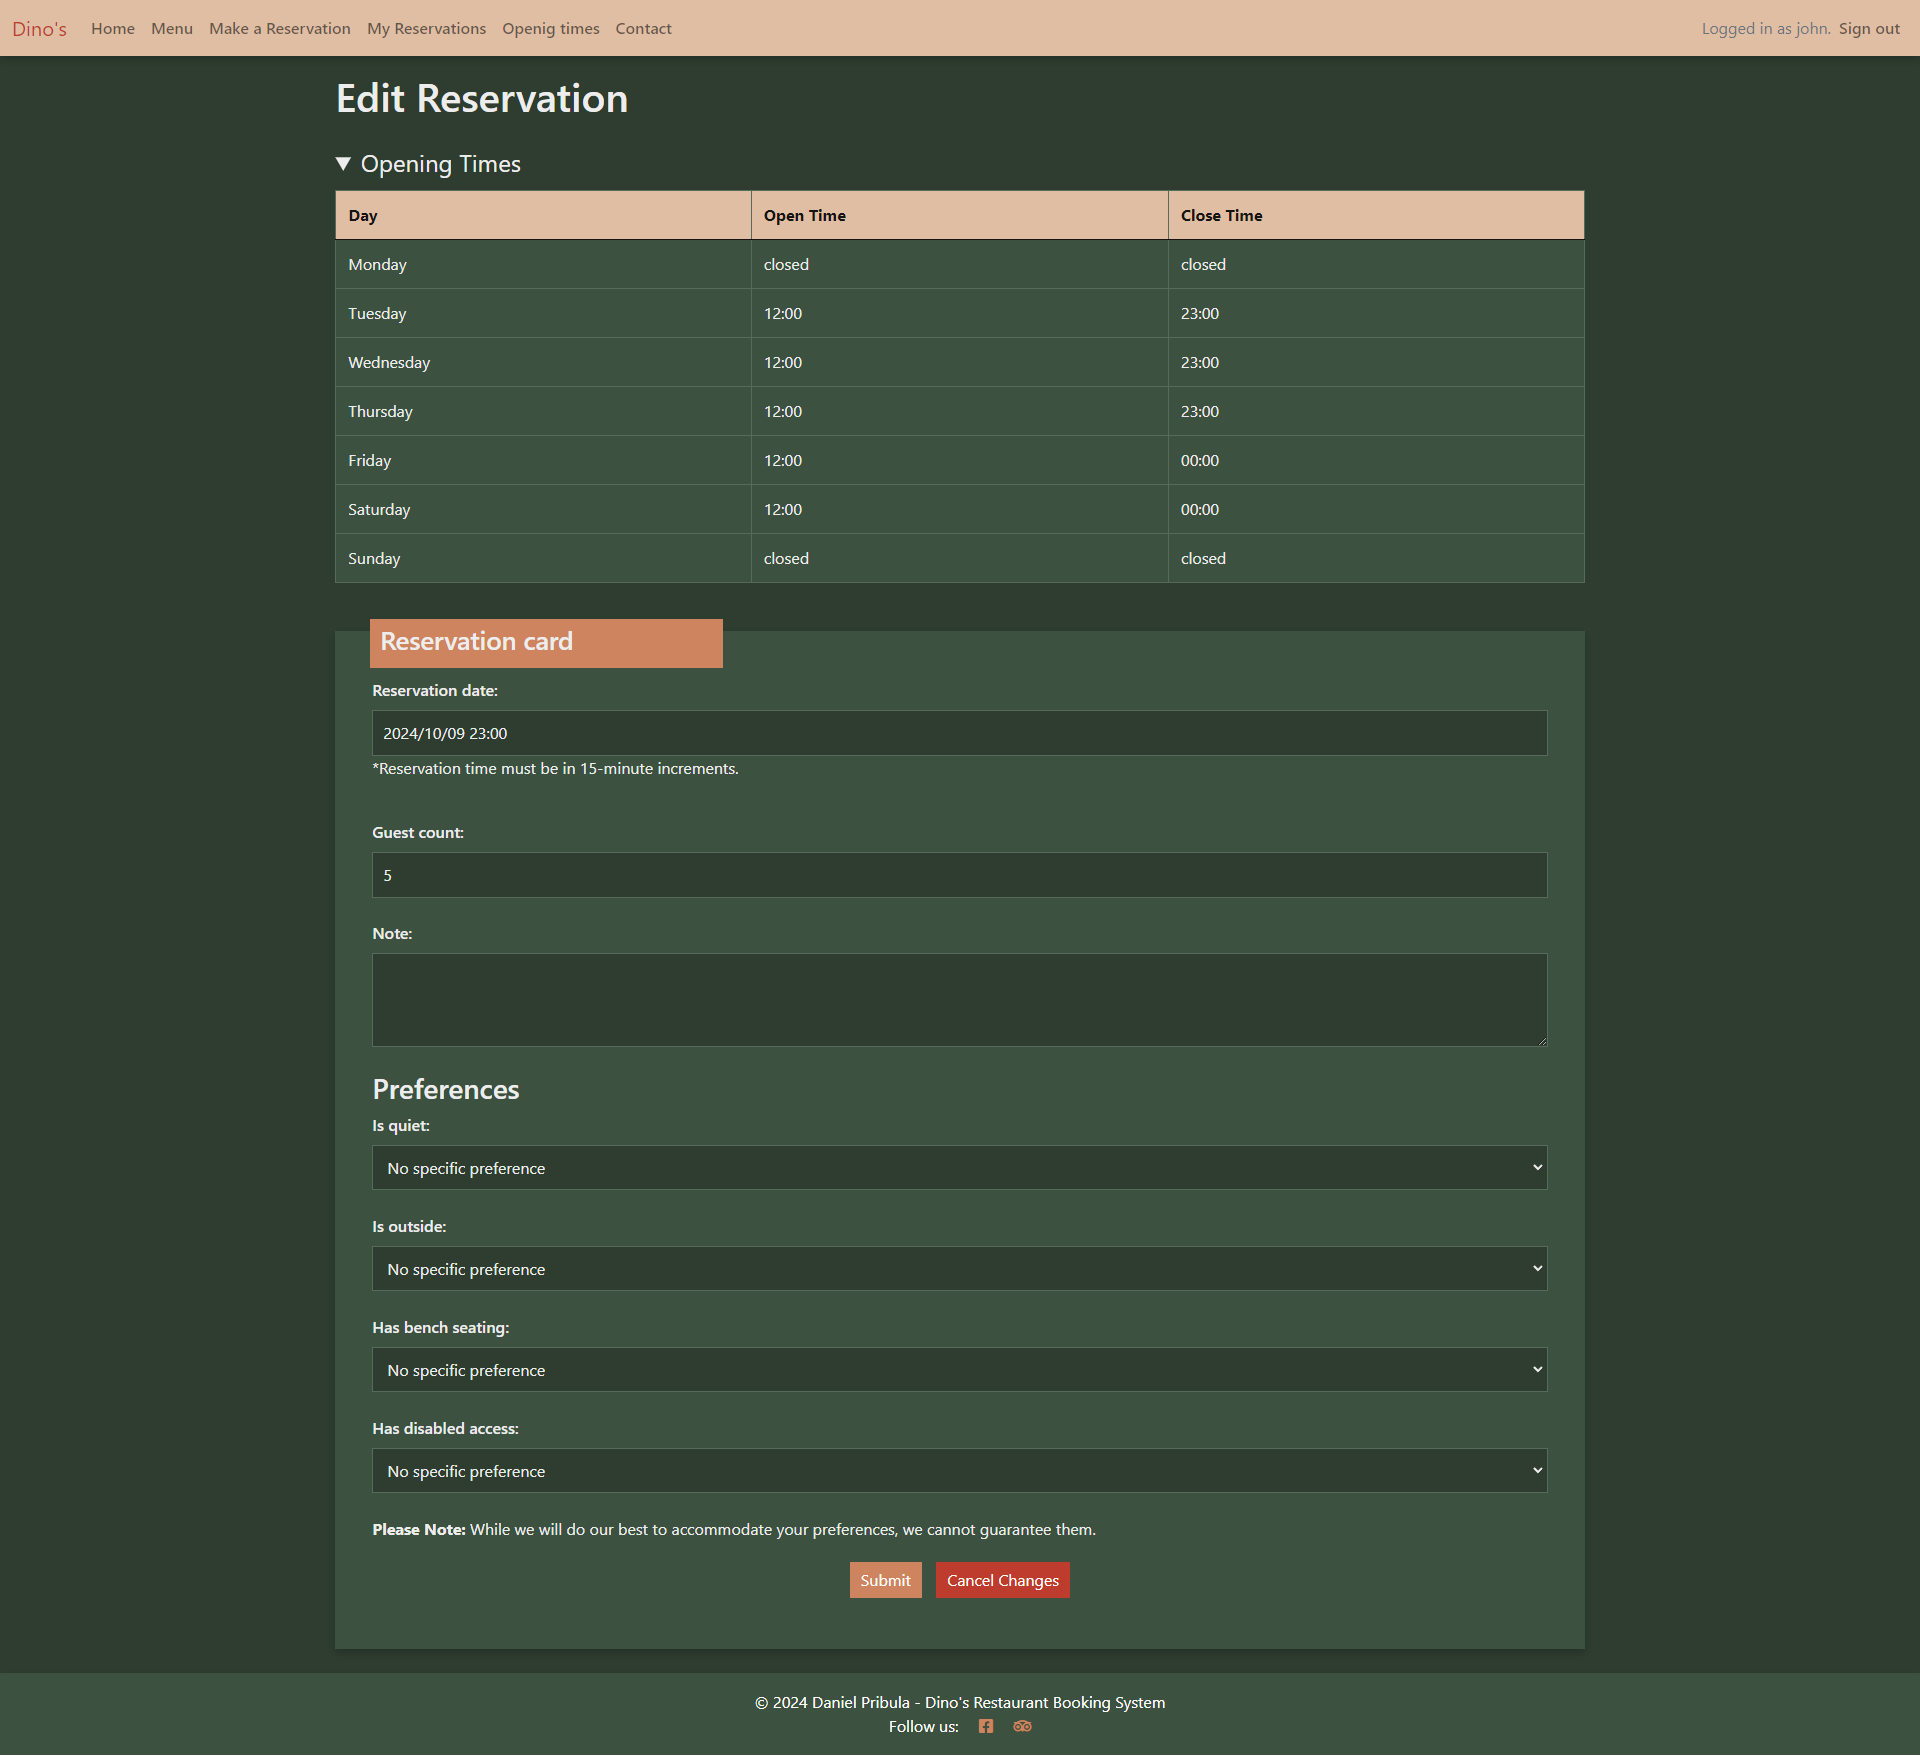 Dino's Home Menu Make a Reservation My Reservations Openig times Contact Logged in as john. Sign out
Edit Reservation
Opening Times
Day Open Time Close Time
Monday closed closed
Tuesday 12:00 23:00
Wednesday 12:00 23:00
Thursday 12:00 23:00
Friday 12:00 00:00
Saturday 12:00 00:00
Sunday closed closed
Reservation card
Reservation date:
2024/10/09 23:00
*Reservation time must be in 15-minute increments.
Guest count:
5
Note:
Preferences
Is quiet:
No specific preference
Is outside:
No specific preference
Has bench seating:
No specific preference
Has disabled access:
No specific preference
Please Note: While we will do our best to accommodate your preferences, we cannot guarantee them.
Submit Cancel Changes
© 2024 Daniel Pribula - Dino's Restaurant Booking System
Follow us: